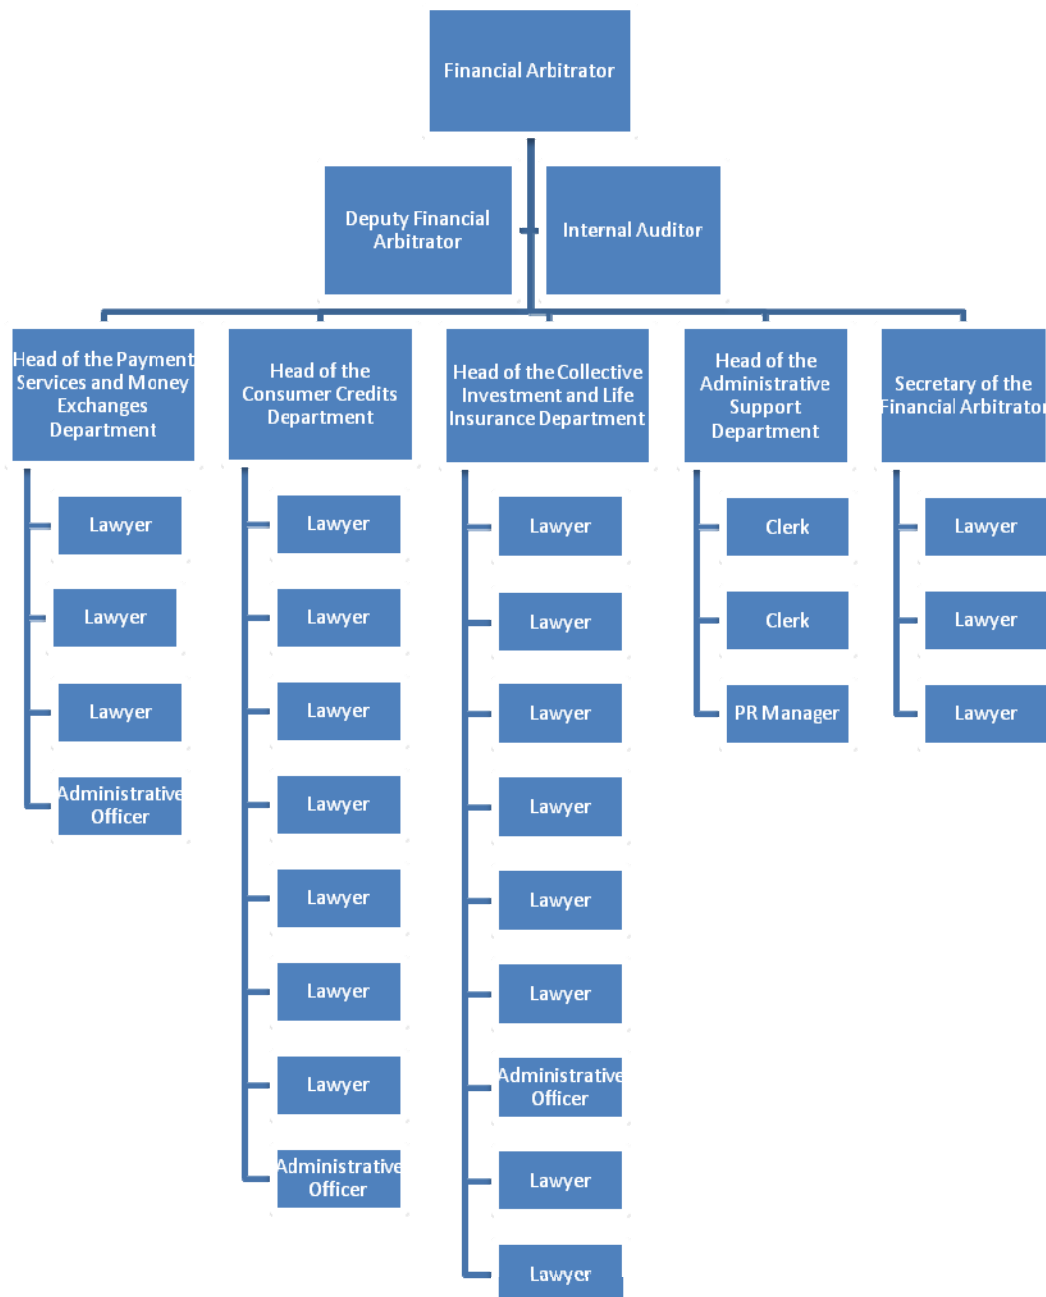 Financial Arbitrator
Deputy Financial
Arbitrator
Internal Auditor
Head of the Payment
Services and Money
Exchanges
Department
Lawyer
Lawyer
Lawyer
Administrative
Officer
Head of the
Consumer Credits
Department
Lawyer
Lawyer
Lawyer
Lawyer
Lawyer
Lawyer
Lawyer
Administrative
Officer
Head of the Collective
Investment and Life
Insurance Department
Lawyer
Lawyer
Lawyer
Lawyer
Lawyer
Lawyer
Administrative
Officer
Lawyer
Lawyer
Head of the
Administrative
Support
Department
Clerk
Clerk
PR Manager
Secretary of the
Financial Arbitrator
Lawyer
Lawyer
Lawyer